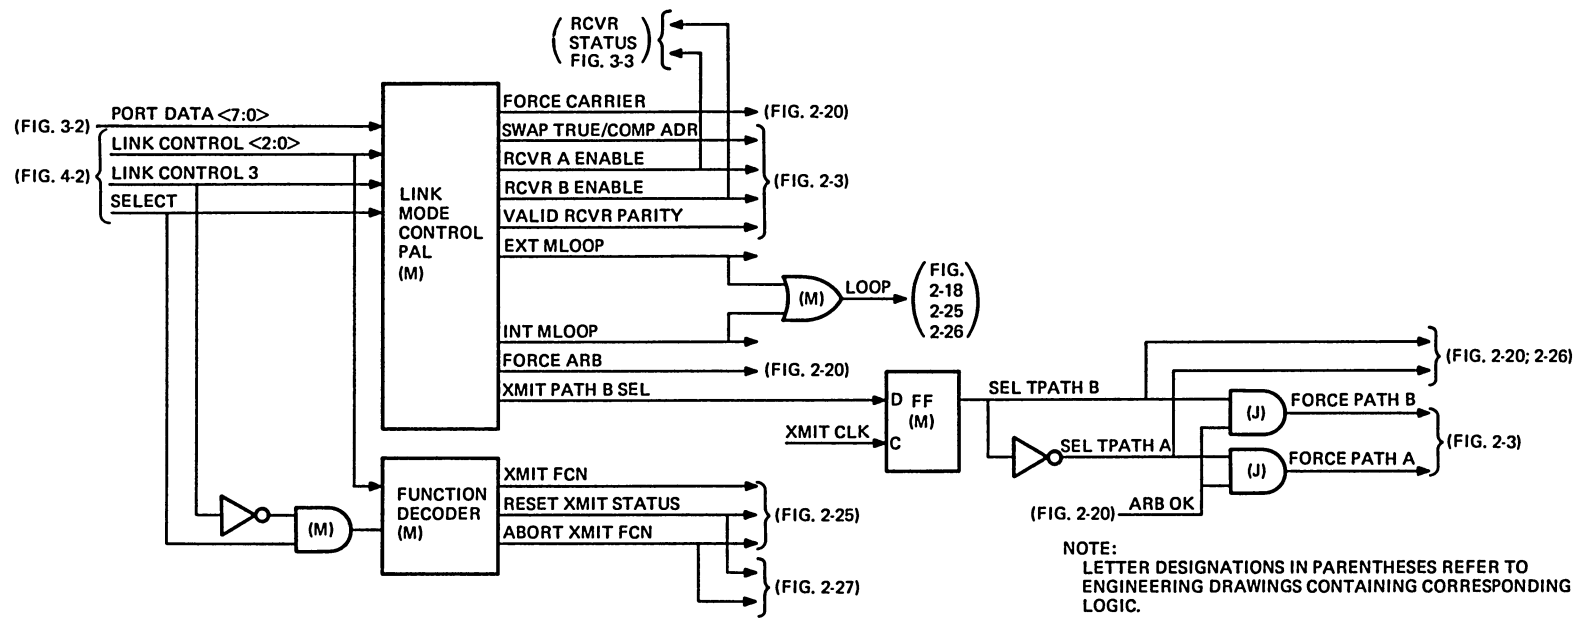 RCVR
STATUS
FIG. 3-3
PORT DATA <7:0>
(FIG. 3-2)
LINK CONTROL <2:0>
(FIG. 4-2)
LINK CONTROL 3
SELECT
LINK
MODE
CONTROL
PAL
(M)
FORCE CARRIER
(FIG. 2-20)
SWAP TRUE/COMP ADR
RCVR A ENABLE
(FIG. 2-3)
RCVR B ENABLE
VALID RCVR PARITY
EXT MLOOP
(M)
LOOP
FIG.
2-18
2-25
2-26
INT MLOOP
FORCE ARB
(FIG. 2-20)
XMIT PATH B SEL
D FF
(M)
C
XMIT CLK
SEL TPATH B
(FIG. 2-20; 2-26)
(J)
FORCE PATH B
(FIG. 2-3)
SEL TPATH A
(J)
FORCE PATH A
(FIG. 2-20)
ARB OK
FUNCTION
DECODER
(M)
(M)
XMIT FCN
RESET XMIT STATUS
(FIG. 2-25)
ABORT XMIT FCN
(FIG. 2-27)
NOTE:
LETTER DESIGNATIONS IN PARENTHESES REFER TO
ENGINEERING DRAWINGS CONTAINING CORRESPONDING
LOGIC.